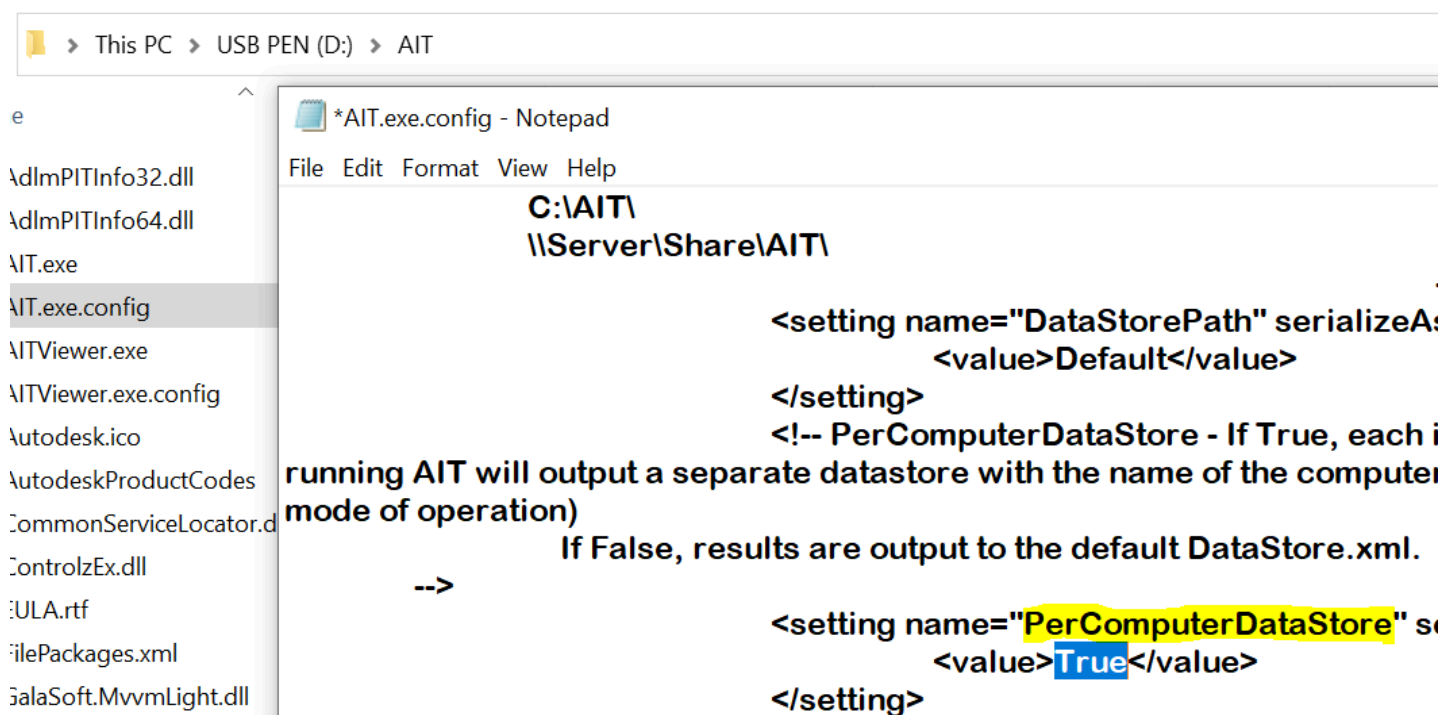 This PC > USB PEN (D:) > AIT
e
*AIT.exe.config - Notepad
File Edit Format View Help
AdlmPITInfo32.dll
AdlmPITInfo64.dll
AIT.exe
AIT.exe.config
AITViewer.exe
AITViewer.exe.config
Autodesk.ico
AutodeskProductCodes
CommonServiceLocator.d
ControlzEx.dll
EULA.rtf
FilePackages.xml
GalaSoft.MvvmLight.dll
C:\AIT\
\\Server\Share\AIT\
<setting name="DataStorePath" serializeAs
<value>Default</value>
</setting>
<!-- PerComputerDataStore - If True, each i
running AIT will output a separate datastore with the name of the computer
mode of operation)
If False, results are output to the default DataStore.xml.
-->
<setting name="PerComputerDataStore" se
<value>True</value>
</setting>